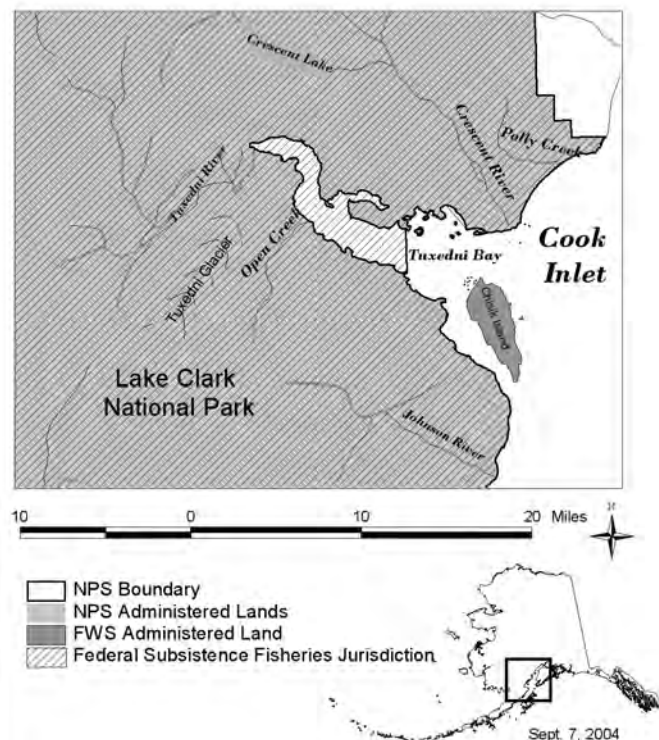 Crescent Lake
Crescent River
Polly Creek
Tuxedni River
Open Creek
Tuxedni Glacier
Tuxedni Bay
Cook
Inlet
Chisik Island
Lake Clark
National Park
Johnson River
10 0 10 20 Miles
N
NPS Boundary
NPS Administered Lands
FWS Administered Land
Federal Subsistence Fisheries Jurisdiction
Sept. 7, 2004